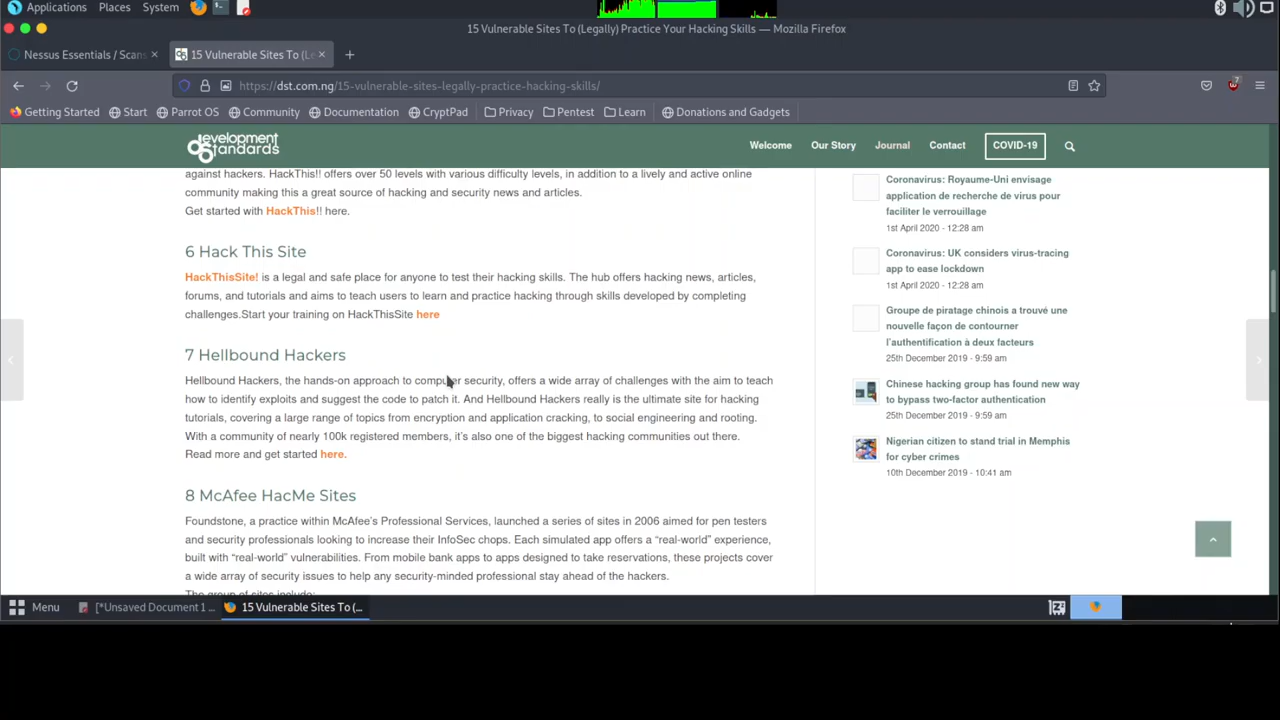 Applications Places System
15 Vulnerable Sites To (Legally) Practice Your Hacking Skills — Mozilla Firefox
Nessus Essentials / Scans × 15 Vulnerable Sites To (Le × +
https://dst.com.ng/15-vulnerable-sites-legally-practice-hacking-skills/
7
Getting Started Start Parrot OS Community Documentation CryptPad Privacy Pentest Learn Donations and Gadgets
development
standards
Welcome Our Story Journal Contact COVID-19
against hackers. HackThis!! offers over 50 levels with various difficulty levels, in addition to a lively and active online
community making this a great source of hacking and security news and articles.
Get started with HackThis!! here.
6 Hack This Site
HackThisSite! is a legal and safe place for anyone to test their hacking skills. The hub offers hacking news, articles,
forums, and tutorials and aims to teach users to learn and practice hacking through skills developed by completing
challenges.Start your training on HackThisSite here
7 Hellbound Hackers
Hellbound Hackers, the hands-on approach to computer security, offers a wide array of challenges with the aim to teach
how to identify exploits and suggest the code to patch it. And Hellbound Hackers really is the ultimate site for hacking
tutorials, covering a large range of topics from encryption and application cracking, to social engineering and rooting.
With a community of nearly 100k registered members, it's also one of the biggest hacking communities out there.
Read more and get started here.
8 McAfee HacMe Sites
Foundstone, a practice within McAfee's Professional Services, launched a series of sites in 2006 aimed for pen testers
and security professionals looking to increase their InfoSec chops. Each simulated app offers a “real-world” experience,
built with “real-world” vulnerabilities. From mobile bank apps to apps designed to take reservations, these projects cover
a wide array of security issues to help any security-minded professional stay ahead of the hackers.
The group of sites include:
Coronavirus: Royaume-Uni envisage
application de recherche de virus pour
faciliter le verrouillage
1st April 2020 - 12:28 am
Coronavirus: UK considers virus-tracing
app to ease lockdown
1st April 2020 - 12:28 am
Groupe de piratage chinois a trouvé une
nouvelle façon de contourner
l'authentification à deux facteurs
25th December 2019 - 9:59 am
Chinese hacking group has found new way
to bypass two-factor authentication
25th December 2019 - 9:59 am
Nigerian citizen to stand trial in Memphis
for cyber crimes
10th December 2019 - 10:41 am
Menu [*Unsaved Document 1 ... 15 Vulnerable Sites To (...